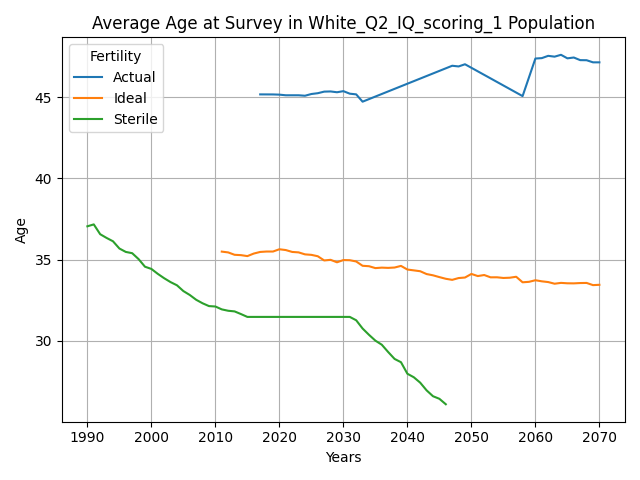 Average Age at Survey in White_Q2_IQ_scoring_1 Population
Fertility
Actual
Ideal
Sterile
Age
45
40
35
30
1990 2000 2010 2020 2030 2040 2050 2060 2070
Years